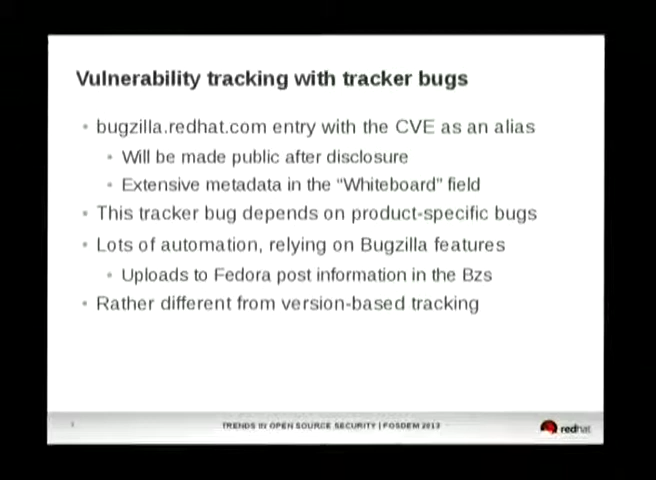 Vulnerability tracking with tracker bugs
bugzilla.redhat.com entry with the CVE as an alias
Will be made public after disclosure
Extensive metadata in the "Whiteboard" field
This tracker bug depends on product-specific bugs
Lots of automation, relying on Bugzilla features
Uploads to Fedora post information in the Bzs
Rather different from version-based tracking
TRENDS IN OPEN SOURCE SECURITY | FOSDEM 2013
redhat